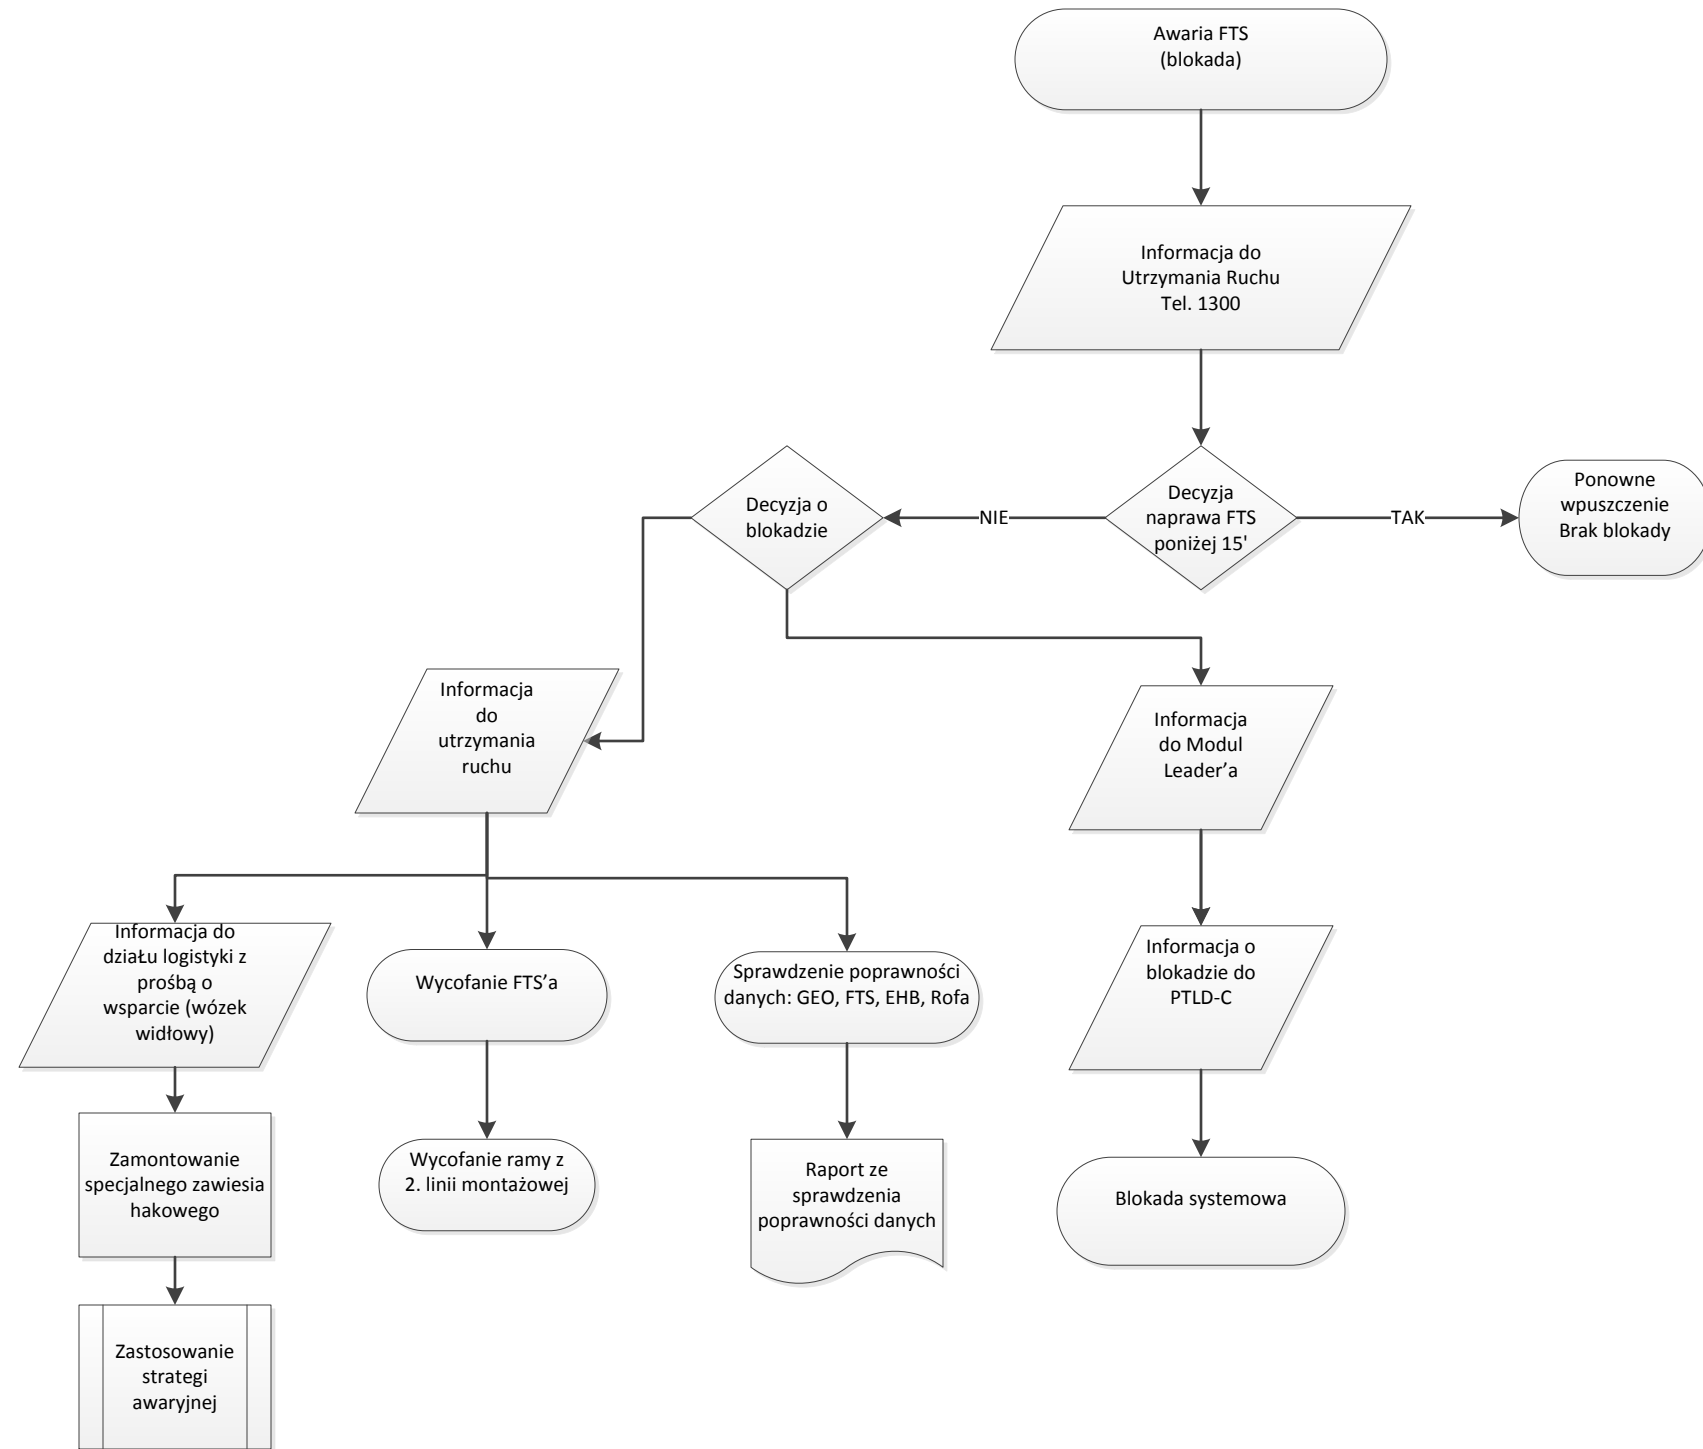 Awaria FTS
(blokada)
Informacja do
Utrzymania Ruchu
Tel. 1300
Decyzja o
blokadzie
NIE
Decyzja
naprawa FTS
poniżej 15'
TAK
Ponowne
wpuszczenie
Brak blokady
Informacja
do
utrzymania
ruchu
Informacja
do Modul
Leader’a
Informacja do
działu logistyki z
prośbą o
wsparcie (wózek
widłowy)
Wycofanie FTS’a
Sprawdzenie poprawności
danych: GEO, FTS, EHB, Rofa
Informacja o
blokadzie do
PTLD-C
Zamontowanie
specjalnego zawiesia
hakowego
Wycofanie ramy z
2. linii montażowej
Raport ze
sprawdzenia
poprawności danych
Blokada systemowa
Zastosowanie
strategi
awaryjnej